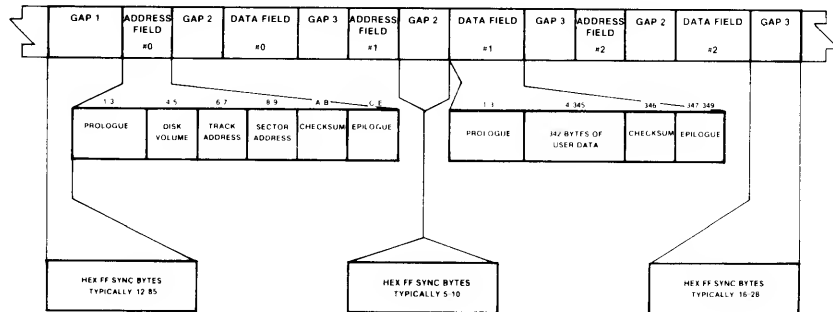 GAP 1 ADDRESS FIELD #0 GAP 2 DATA FIELD #0 GAP 3 ADDRESS FIELD #1 GAP 2 DATA FIELD #1 GAP 3 ADDRESS FIELD #2 GAP 2 DATA FIELD #2 GAP 3
1 3 4 5 6 7 8 9 A B C E
PROLOGUE DISK VOLUME TRACK ADDRESS SECTOR ADDRESS CHECKSUM EPILOGUE
1 3 4 345 346 347 349
PROLOGUE 342 BYTES OF USER DATA CHECKSUM EPILOGUE
HEX FF SYNC BYTES
TYPICALLY 12-85
HEX FF SYNC BYTES
TYPICALLY 5-10
HEX FF SYNC BYTES
TYPICALLY 16-28